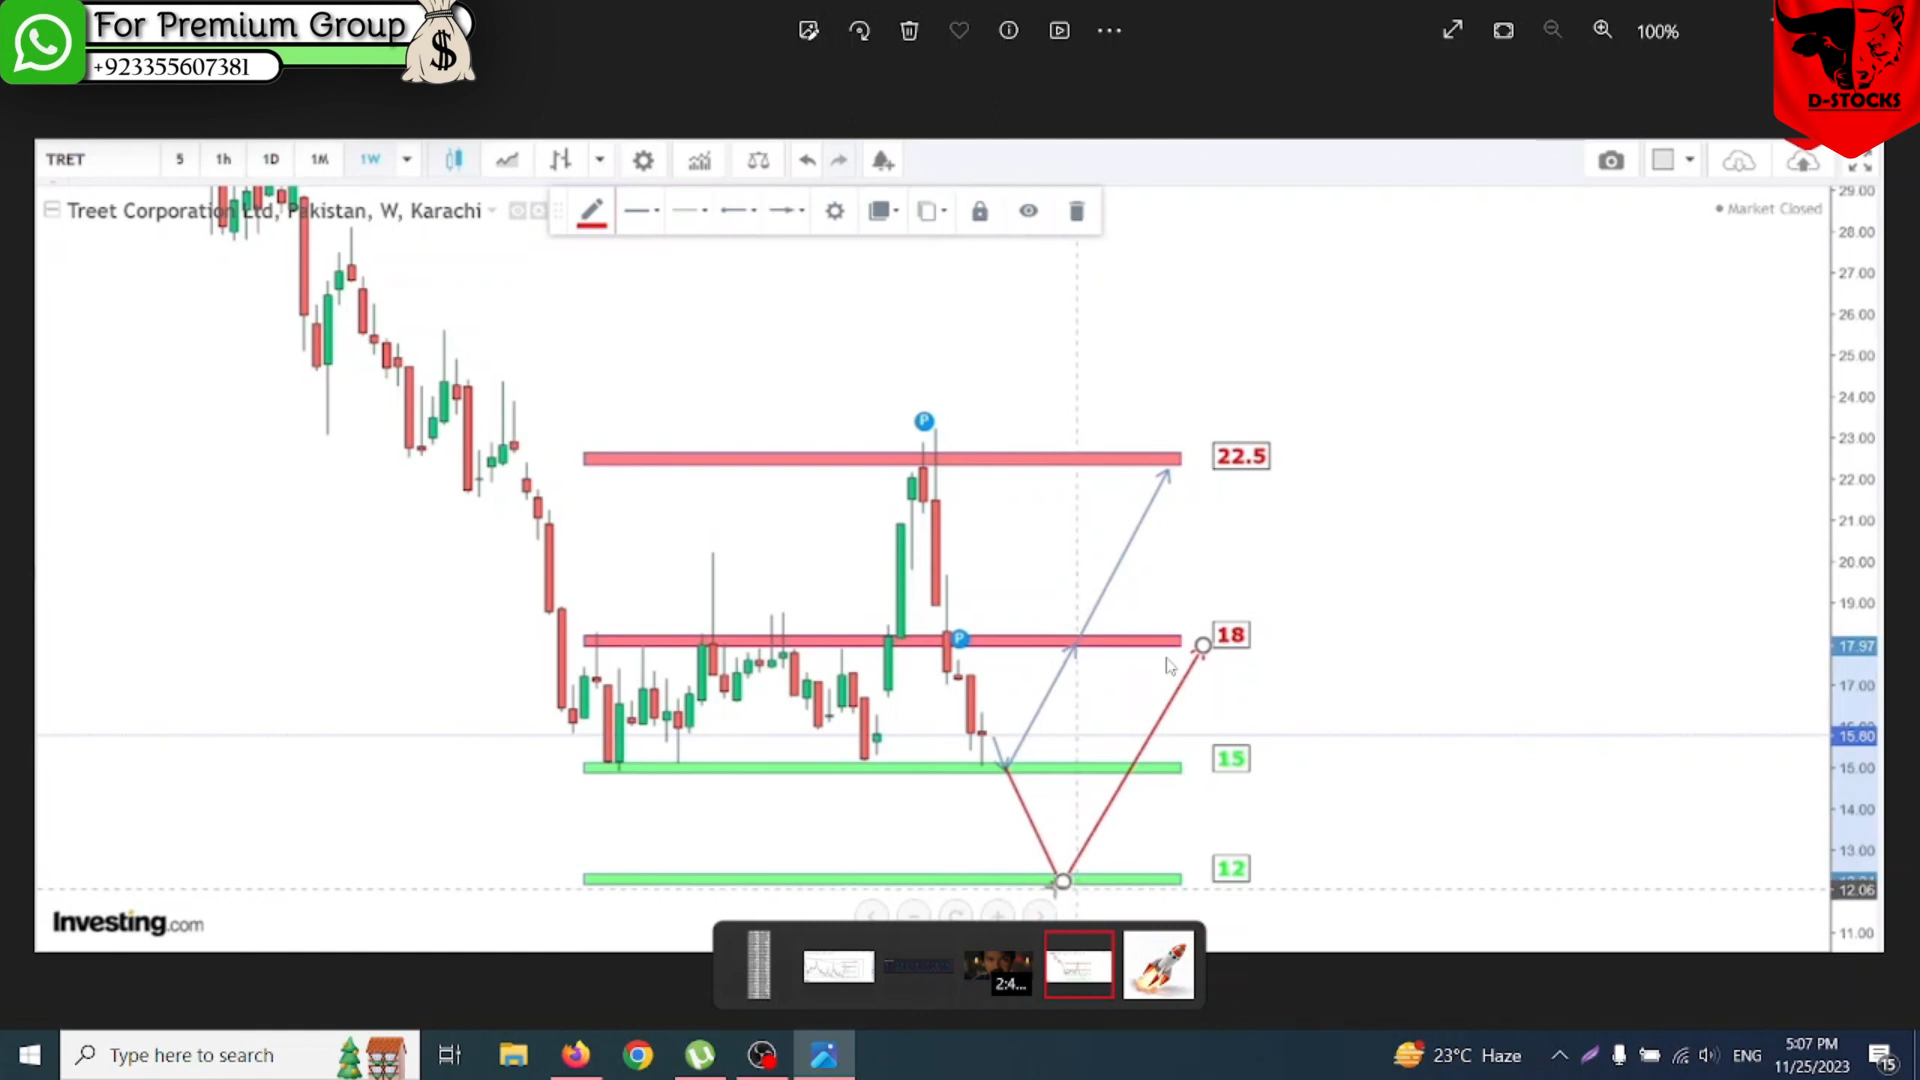 For Premium Group
+923355607381
$
100%
D-STOCKS
TRET
5
1h
1D
1M
1W
Treet Corporation Ltd, Pakistan, W, Karachi
Market Closed
29.00
28.00
27.00
26.00
25.00
24.00
23.00
22.00
21.00
20.00
19.00
17.97
17.00
15.80
15.00
14.00
13.00
12.06
11.00
P
22.5
P
18
15
12
Investing.com
2:4...
Type here to search
23°C Haze
ENG
5:07 PM
11/25/2023
15